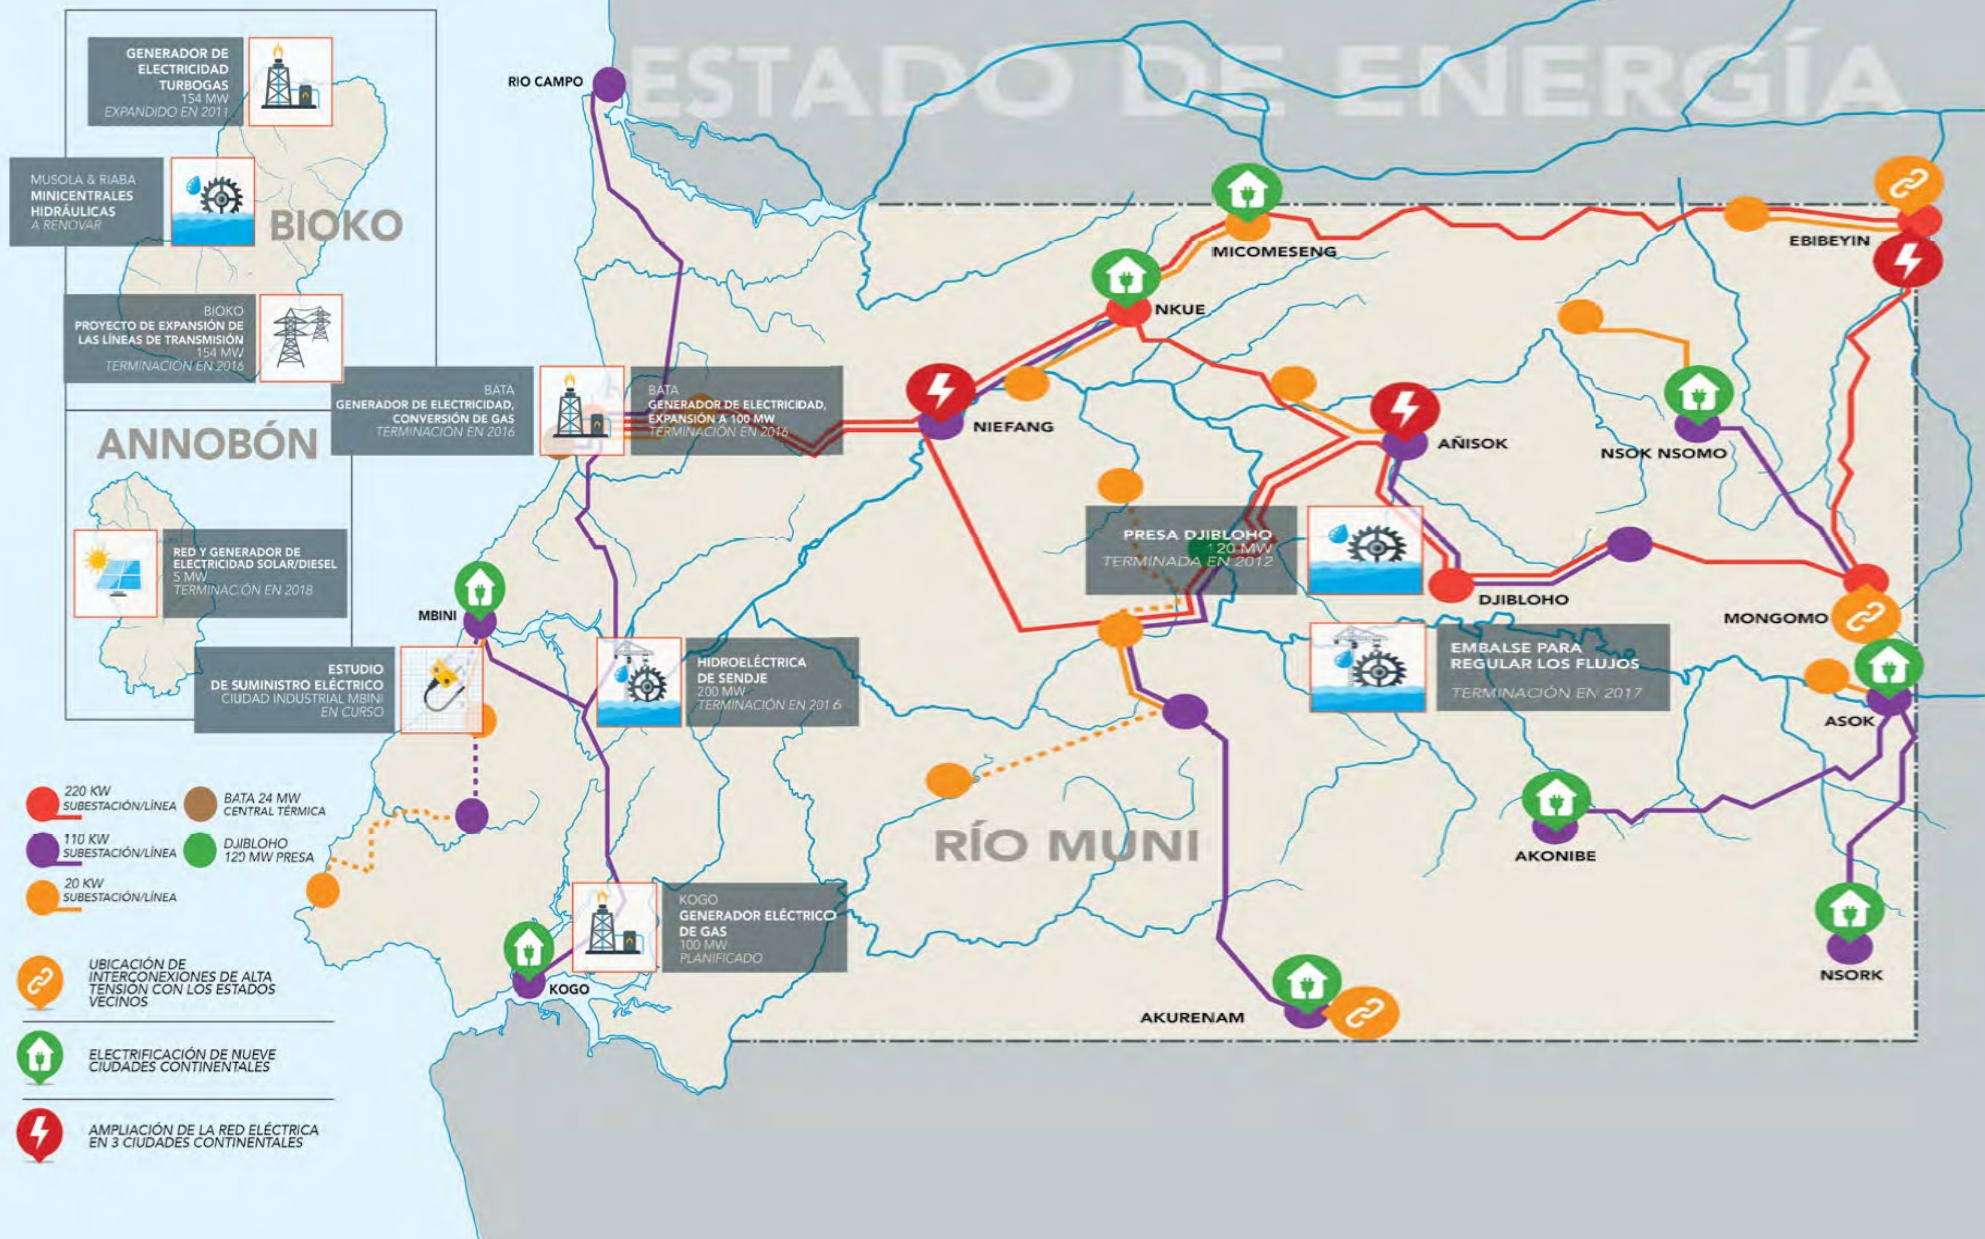 ESTADO DE ENERGÍA
GENERADOR DE
ELECTRICIDAD
TURBOGAS
154 MW
EXPANDIDO EN 2011
MUSOLA & RIABA
MINICENTRALES
HIDRÁULICAS
A RENOVAR
BIOKO
BIOKO
PROYECTO DE EXPANSIÓN DE
LAS LÍNEAS DE TRANSMISIÓN
154 MW
TERMINACIÓN EN 2016
ANNOBÓN
RED Y GENERADOR DE
ELECTRICIDAD SOLAR/DIESEL
5 MW
TERMINACIÓN EN 2018
RIO CAMPO
BATA
GENERADOR DE ELECTRICIDAD,
CONVERSIÓN DE GAS
TERMINACIÓN EN 2016
BATA
GENERADOR DE ELECTRICIDAD,
EXPANSIÓN A 100 MW
TERMINACIÓN EN 2016
MICOMESENG
NKUE
NIEFANG
EBIBEYIN
AÑISOK
NSOK NSOMO
PRESA DJIBLOHO
120 MW
TERMINADA EN 2012
DJIBLOHO
MONGOMO
MBINI
ESTUDIO
DE SUMINISTRO ELÉCTRICO
CIUDAD INDUSTRIAL MBINI
EN CURSO
HIDROELÉCTRICA
DE SENDJE
200 MW
TERMINACIÓN EN 2016
EMBALSE PARA
REGULAR LOS FLUJOS
TERMINACIÓN EN 2017
ASOK
RÍO MUNI
AKONIBE
NSORK
AKURENAM
KOGO
GENERADOR ELÉCTRICO
DE GAS
100 MW
PLANIFICADO
KOGO
220 KW
SUBESTACIÓN/LÍNEA
110 KW
SUBESTACIÓN/LÍNEA
20 KW
SUBESTACIÓN/LÍNEA
BATA 24 MW
CENTRAL TÉRMICA
DJIBLOHO
120 MW PRESA
UBICACIÓN DE
INTERCONEXIONES DE ALTA
TENSIÓN CON LOS ESTADOS
VECINOS
ELECTRIFICACIÓN DE NUEVE
CIUDADES CONTINENTALES
AMPLIACIÓN DE LA RED ELÉCTRICA
EN 3 CIUDADES CONTINENTALES